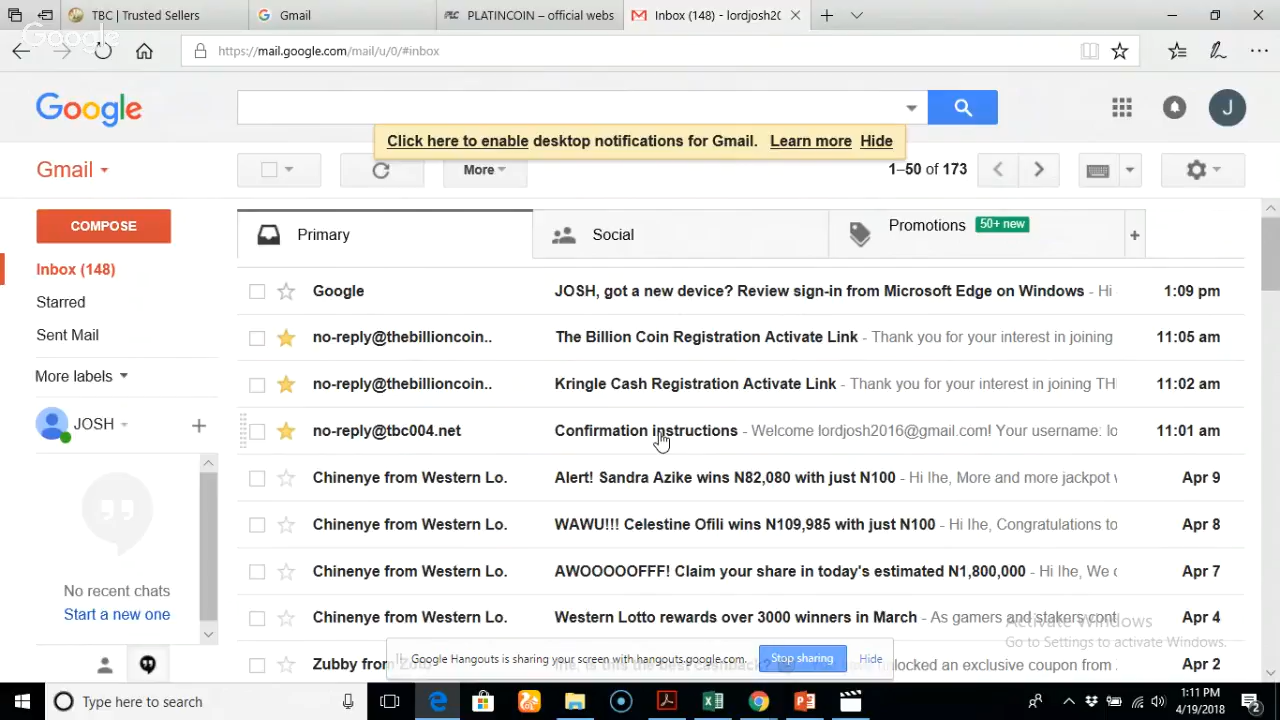 TBC | Trusted Sellers
Gmail
PLC PLATINCOIN – official webs
Inbox (148) - lordjosh20
Google
https://mail.google.com/mail/u/0/#inbox
Google
J
Click here to enable desktop notifications for Gmail. Learn more Hide
Gmail
More
1–50 of 173
COMPOSE
Primary
Social
Promotions
50+ new
Inbox (148)
Starred
Sent Mail
More labels
JOSH
Google JOSH, got a new device? Review sign-in from Microsoft Edge on Windows - Hi 1:09 pm
no-reply@thebillioncoin.. The Billion Coin Registration Activate Link - Thank you for your interest in joining 11:05 am
no-reply@thebillioncoin.. Kringle Cash Registration Activate Link - Thank you for your interest in joining TH 11:02 am
no-reply@tbc004.net Confirmation instructions - Welcome lordjosh2016@gmail.com! Your username: lo 11:01 am
Chinenye from Western Lo. Alert! Sandra Azike wins N82,080 with just N100 - Hi Ihe, More and more jackpot Apr 9
Chinenye from Western Lo. WAWU!!! Celestine Ofili wins N109,985 with just N100 - Hi Ihe, Congratulations to Apr 8
Chinenye from Western Lo. AWOOOOFFF! Claim your share in today's estimated N1,800,000 - Hi Ihe, We Apr 7
Chinenye from Western Lo. Western Lotto rewards over 3000 winners in March - As gamers and stakers cont Apr 4
Zubby from an exclusive coupon from Apr 2
No recent chats
Start a new one
Google Hangouts is sharing your screen with hangouts.google.com.
Stop sharing
Hide
Activate Windows
Go to Settings to activate Windows.
Type here to search
1:11 PM
4/19/2018
2